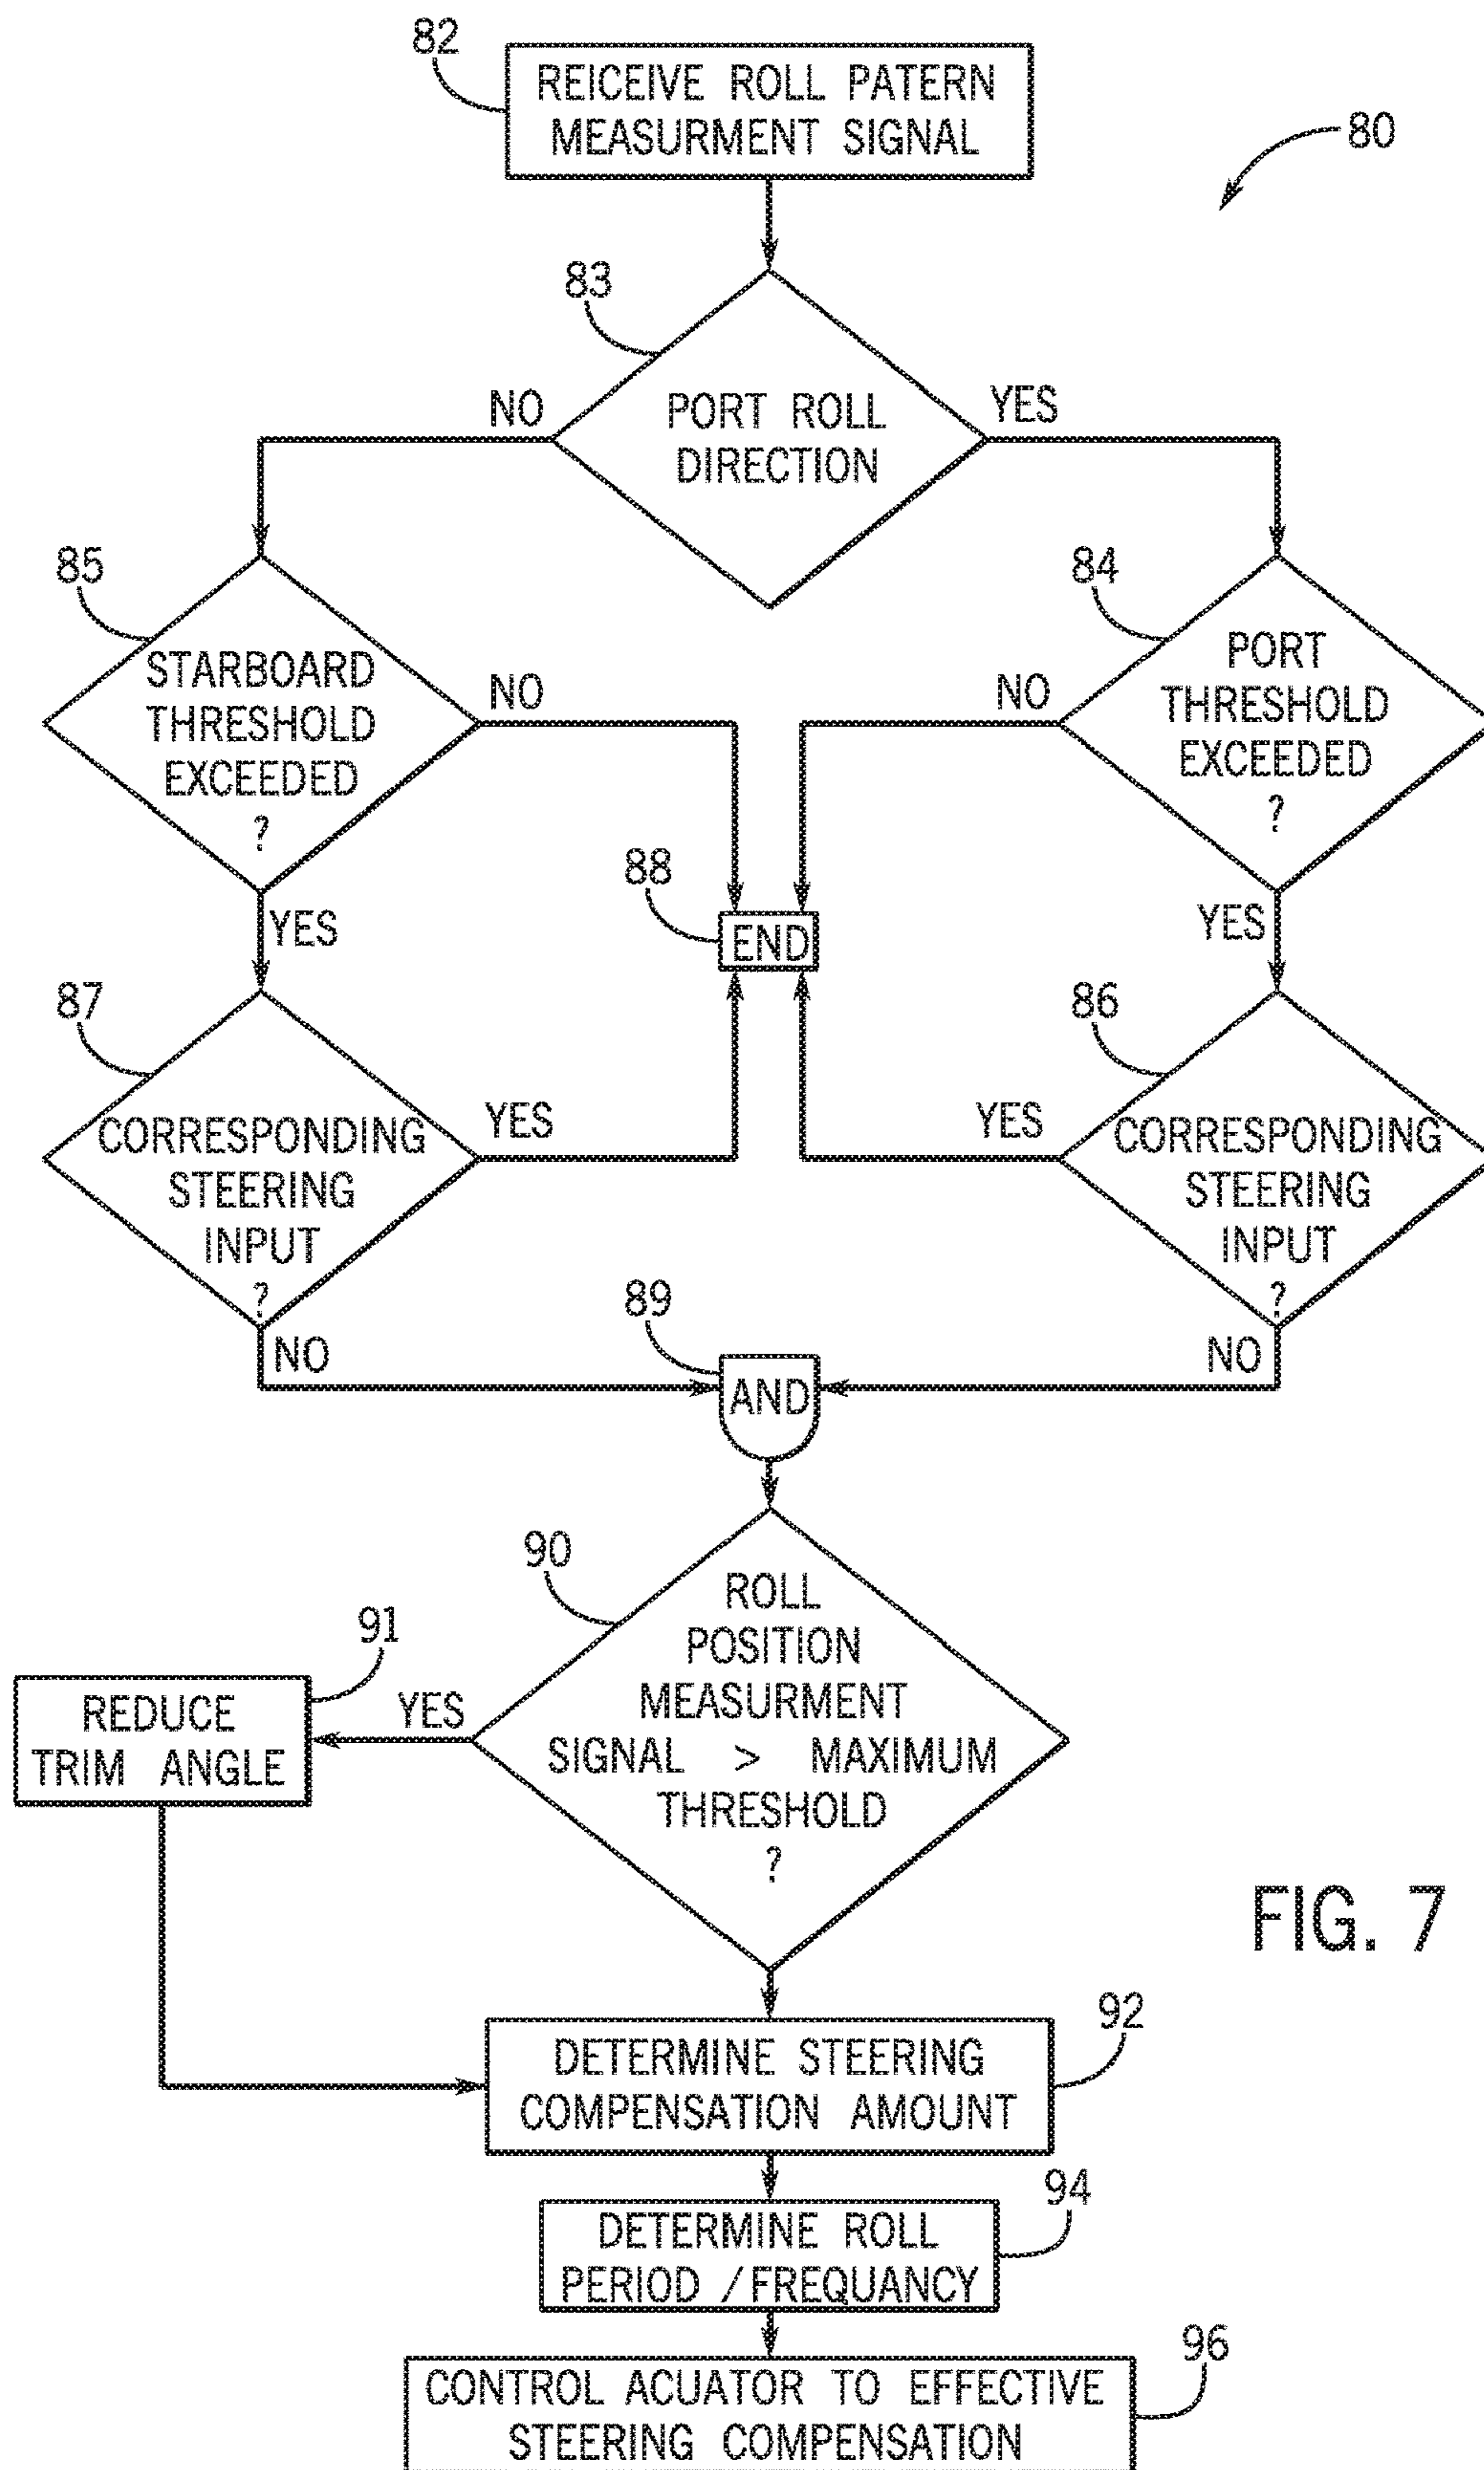 82
REICEIVE ROLL PATERN
MEASURMENT SIGNAL
80
83
PORT ROLL
DIRECTION
NO
YES
85
STARBOARD
THRESHOLD
EXCEEDED
?
NO
84
PORT
THRESHOLD
EXCEEDED
?
NO
88
END
YES
YES
87
CORRESPONDING
STEERING
INPUT
?
YES
86
CORRESPONDING
STEERING
INPUT
?
YES
89
AND
NO
NO
90
ROLL
POSITION
MEASURMENT
SIGNAL > MAXIMUM
THRESHOLD
?
91
REDUCE
TRIM ANGLE
YES
FIG. 7
92
DETERMINE STEERING
COMPENSATION AMOUNT
94
DETERMINE ROLL
PERIOD / FREQUANCY
96
CONTROL ACUATOR TO EFFECTIVE
STEERING COMPENSATION